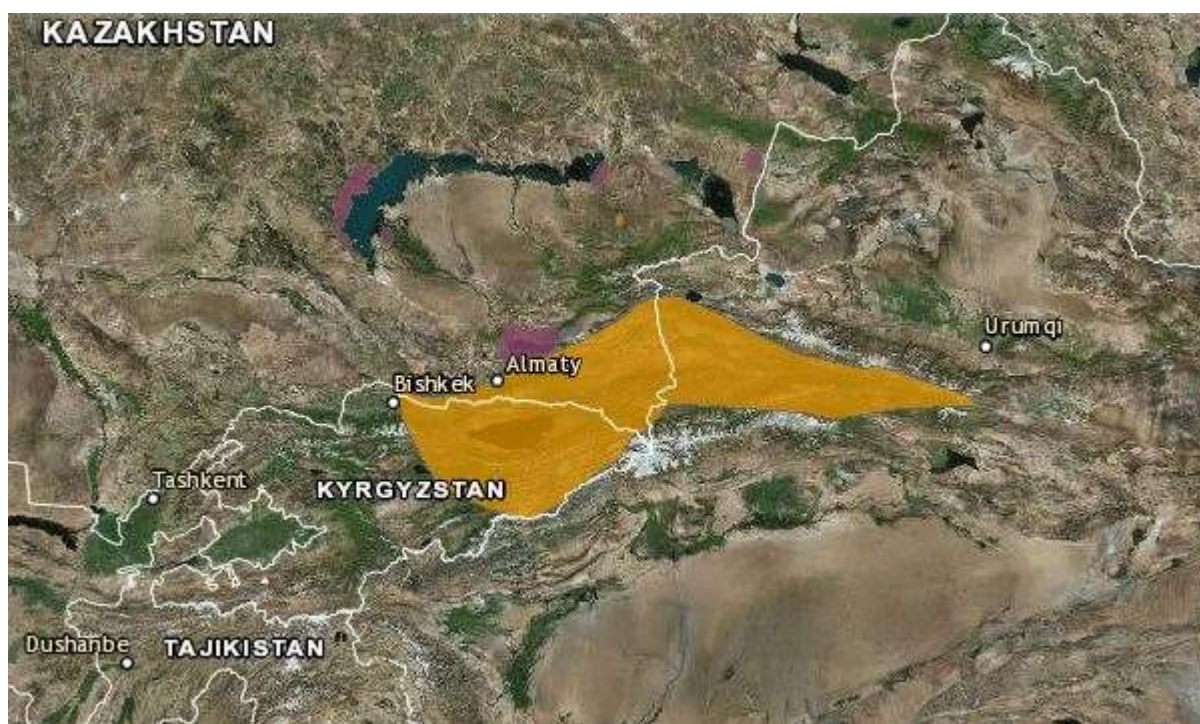 KAZAKHSTAN
Urumqi
Almaty
Bishkek
Tashkent
KYRGYZSTAN
Dushanbe
TAJIKISTAN